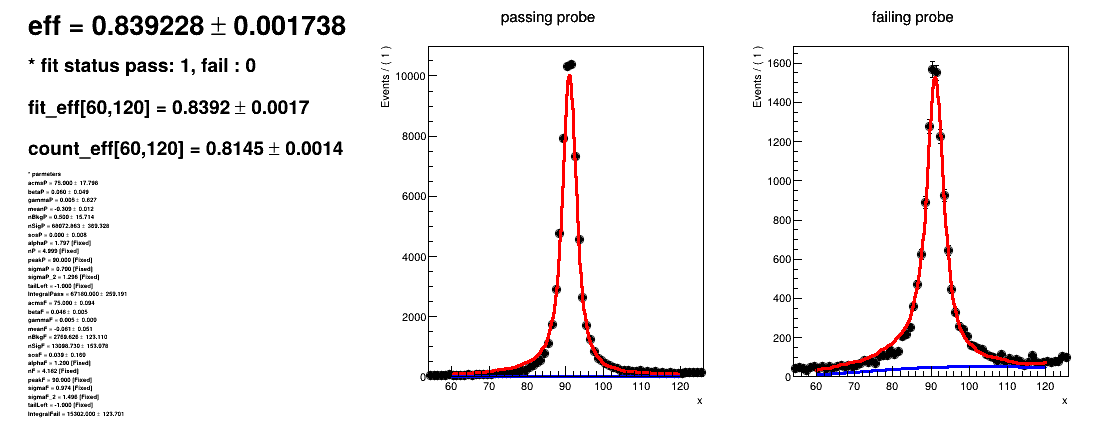 eff = 0.839228 ± 0.001738
* fit status pass: 1, fail : 0
fit_eff[60,120] = 0.8392 ± 0.0017
count_eff[60,120] = 0.8145 ± 0.0014
* parmeters
acmsP = 75.000 ± 17.798
betaP = 0.060 ± 0.049
gammaP = 0.005 ± 0.627
meanP = -0.309 ± 0.012
nBkgP = 0.500 ± 15.714
nSigP = 68072.863 ± 369.328
sosP = 0.000 ± 0.008
alphaP = 1.797 [Fixed]
nP = 4.999 [Fixed]
peakP = 90.000 [Fixed]
sigmaP = 0.700 [Fixed]
sigmaP_2 = 1.296 [Fixed]
tailLeft = -1.000 [Fixed]
IntegralPass = 67180.000 ± 259.191
acmsF = 75.000 ± 0.094
betaF = 0.046 ± 0.005
gammaF = 0.005 ± 0.000
meanF = -0.061 ± 0.051
nBkgF = 2769.626 ± 123.110
nSigF = 13098.730 ± 153.078
sosF = 0.039 ± 0.169
alphaF = 1.200 [Fixed]
nF = 4.162 [Fixed]
peakF = 90.000 [Fixed]
sigmaF = 0.974 [Fixed]
sigmaF_2 = 1.498 [Fixed]
tailLeft = -1.000 [Fixed]
IntegralFail = 15302.000 ± 123.701
passing probe
Events / ( 1 )
10000
8000
6000
4000
2000
0
60 70 80 90 100 110 120
x
failing probe
Events / ( 1 )
1600
1400
1200
1000
800
600
400
200
0
60 70 80 90 100 110 120
x